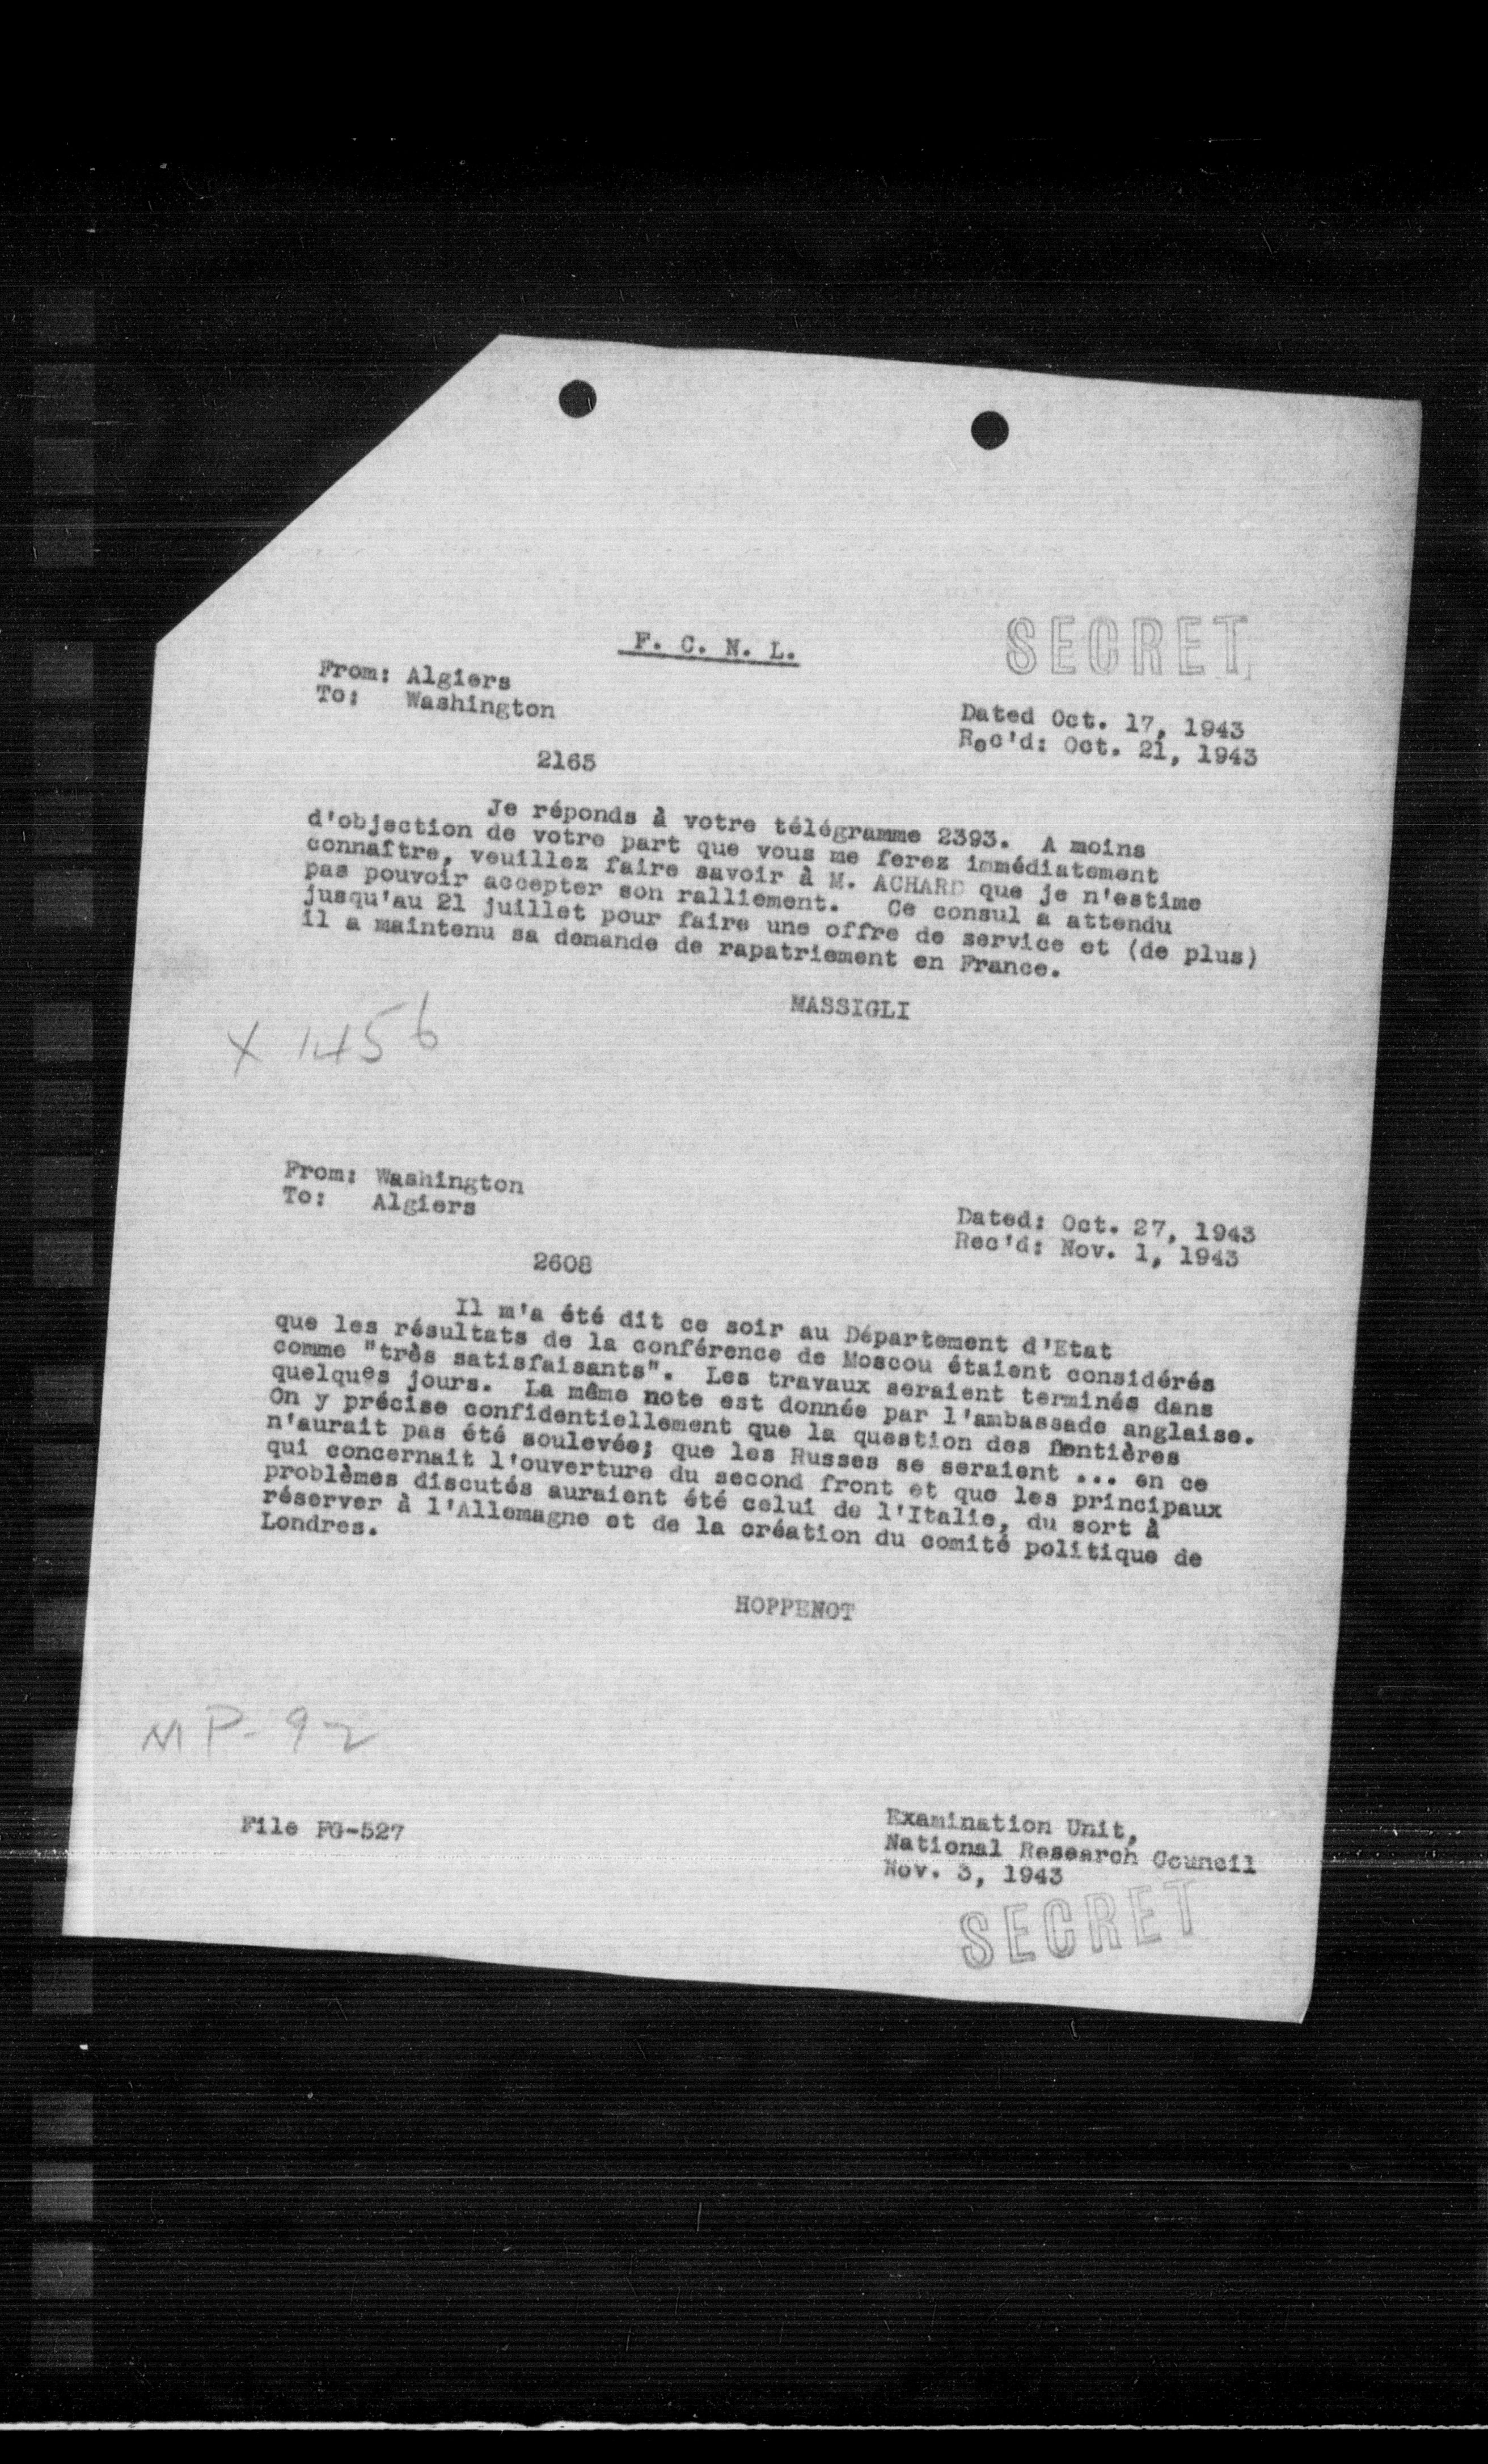 F. C. N. L.
SECRET
From: Algiers
To: Washington
Dated Oct. 17, 1943
Rec'd: Oct. 21, 1943
2165
Je réponds à votre télégramme 2393. A moins
d'objection de votre part que vous me ferez immédiatement
connaître, veuillez faire savoir à M. ACHARD que je n'estime
pas pouvoir accepter son ralliement. Ce consul a attendu
jusqu'au 21 juillet pour faire une offre de service et (de plus)
il a maintenu sa demande de rapatriement en France.
MASSIGLI
X 1456
From: Washington
To: Algiers
Dated: Oct. 27, 1943
Rec'd: Nov. 1, 1943
2608
Il m'a été dit ce soir au Département d'Etat
que les résultats de la conférence de Moscou étaient considérés
comme "très satisfaisants". Les travaux seraient terminés dans
quelques jours. La même note est donnée par l'ambassade anglaise.
On y précise confidentiellement que la question des
n'aurait pas été soulevée; que les Russes se seraient ... en ce
qui concernait l'ouverture du second front et que les principaux
problèmes discutés auraient été celui de l'Italie, du sort à
réserver à l'Allemagne et de la création du comité politique de
Londres.
HOPPENOT
MP-92
File FG-527
Examination Unit,
National Research Council
Nov. 3, 1943
SECRET